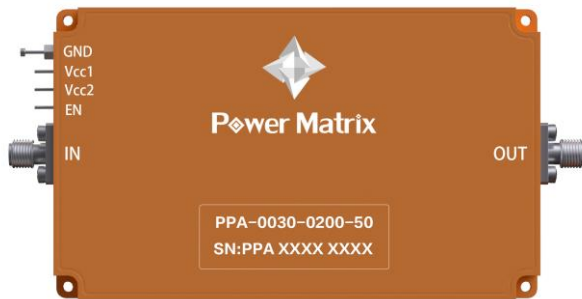 GND
Vcc1
Vcc2
EN
IN
OUT
Power Matrix
PPA-0030-0200-50
SN:PPA XXXX XXXX